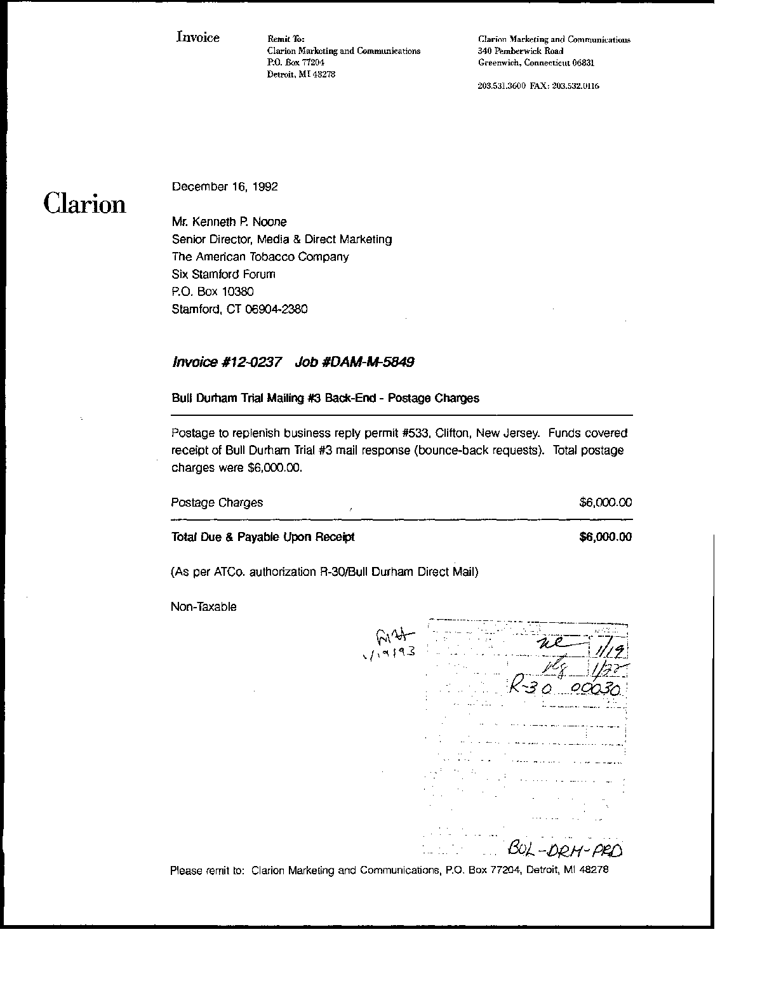 Invoice
Remit To:
Clarion Marketing and Communications
P.O. Box 77204
Detroit, MI 48278
Clarion Marketing and Communications
340 Pemberwick Road
Greenwich, Connecticut 06831
203.531.3600 FAX: 203.532.0116
Clarion
December 16, 1992
Mr. Kenneth P. Noone
Senior Director, Media & Direct Marketing
The American Tobacco Company
Six Stamford Forum
P.O. Box 10380
Stamford, CT 06904-2380
Invoice #12-0237 Job #DAM-M-5849
Bull Durham Trial Mailing #3 Back-End - Postage Charges
Postage to replenish business reply permit #533, Clifton, New Jersey. Funds covered
receipt of Bull Durham Trial #3 mail response (bounce-back requests). Total postage
charges were $6,000.00.
Postage Charges $6,000.00
Total Due & Payable Upon Receipt $6,000.00
(As per ATCo. authorization R-30/Bull Durham Direct Mail)
Non-Taxable
1/19/93
1/19
R-30 00030
BUL-DRH-PRD
Please remit to: Clarion Marketing and Communications, P.O. Box 77204, Detroit, MI 48278